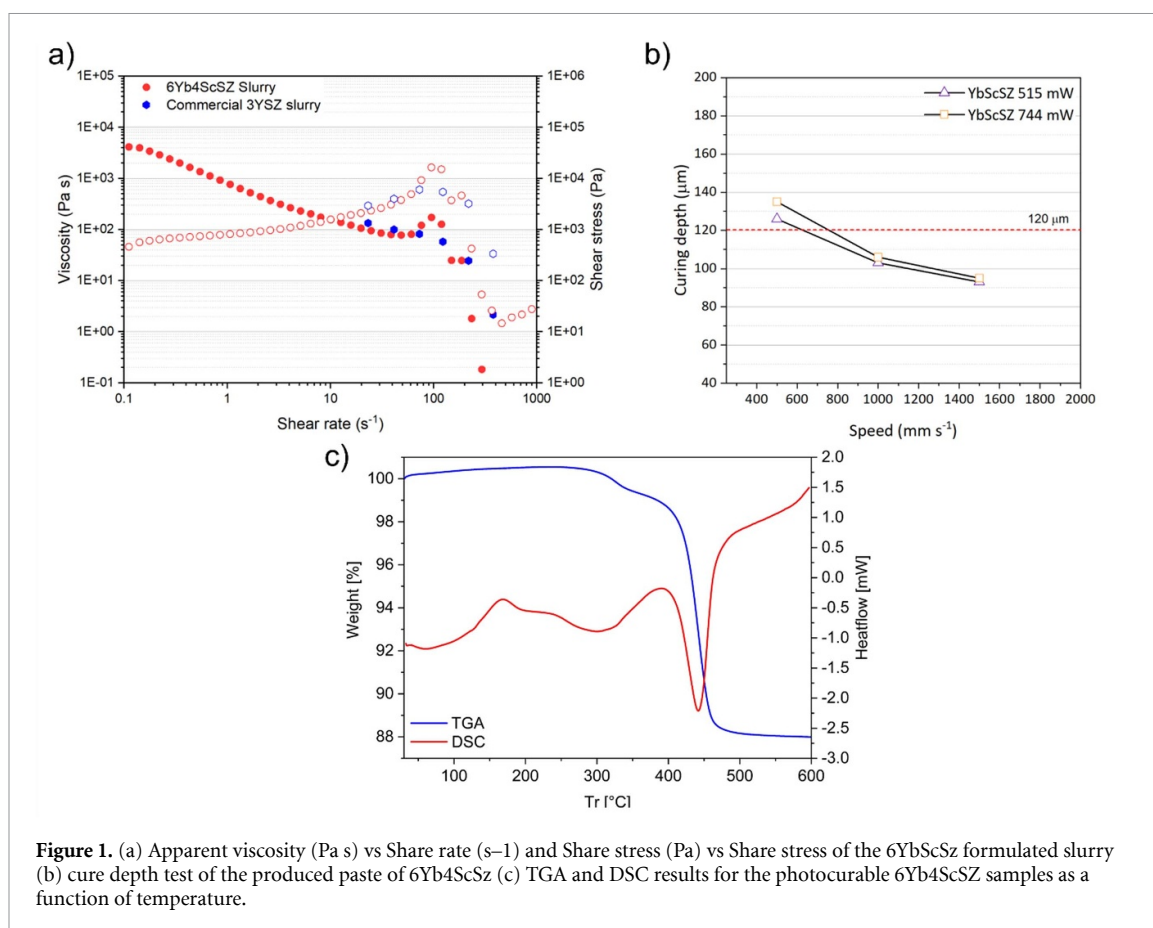 a)
1E+05
1E+04
1E+03
1E+02
1E+01
1E+00
1E-01
Viscosity (Pa s)
6Yb4ScSZ Slurry
Commercial 3YSZ slurry
1E+06
1E+05
1E+04
1E+03
1E+02
1E+01
1E+00
Shear stress (Pa)
0.1 1 10 100 1000
Shear rate (s⁻¹)
b)
200
180
160
140
120
100
80
60
40
Curing depth (μm)
YbScSZ 515 mW
YbScSZ 744 mW
120 μm
400 600 800 1000 1200 1400 1600 1800 2000
Speed (mm s⁻¹)
c)
100
98
96
94
92
90
88
Weight [%]
TGA
DSC
2.0
1.5
1.0
0.5
0.0
-0.5
-1.0
-1.5
-2.0
-2.5
-3.0
Heatflow [mW]
100 200 300 400 500 600
Tr [°C]
Figure 1. (a) Apparent viscosity (Pa s) vs Share rate (s–1) and Share stress (Pa) vs Share stress of the 6YbScSz formulated slurry
(b) cure depth test of the produced paste of 6Yb4ScSz (c) TGA and DSC results for the photocurable 6Yb4ScSZ samples as a
function of temperature.